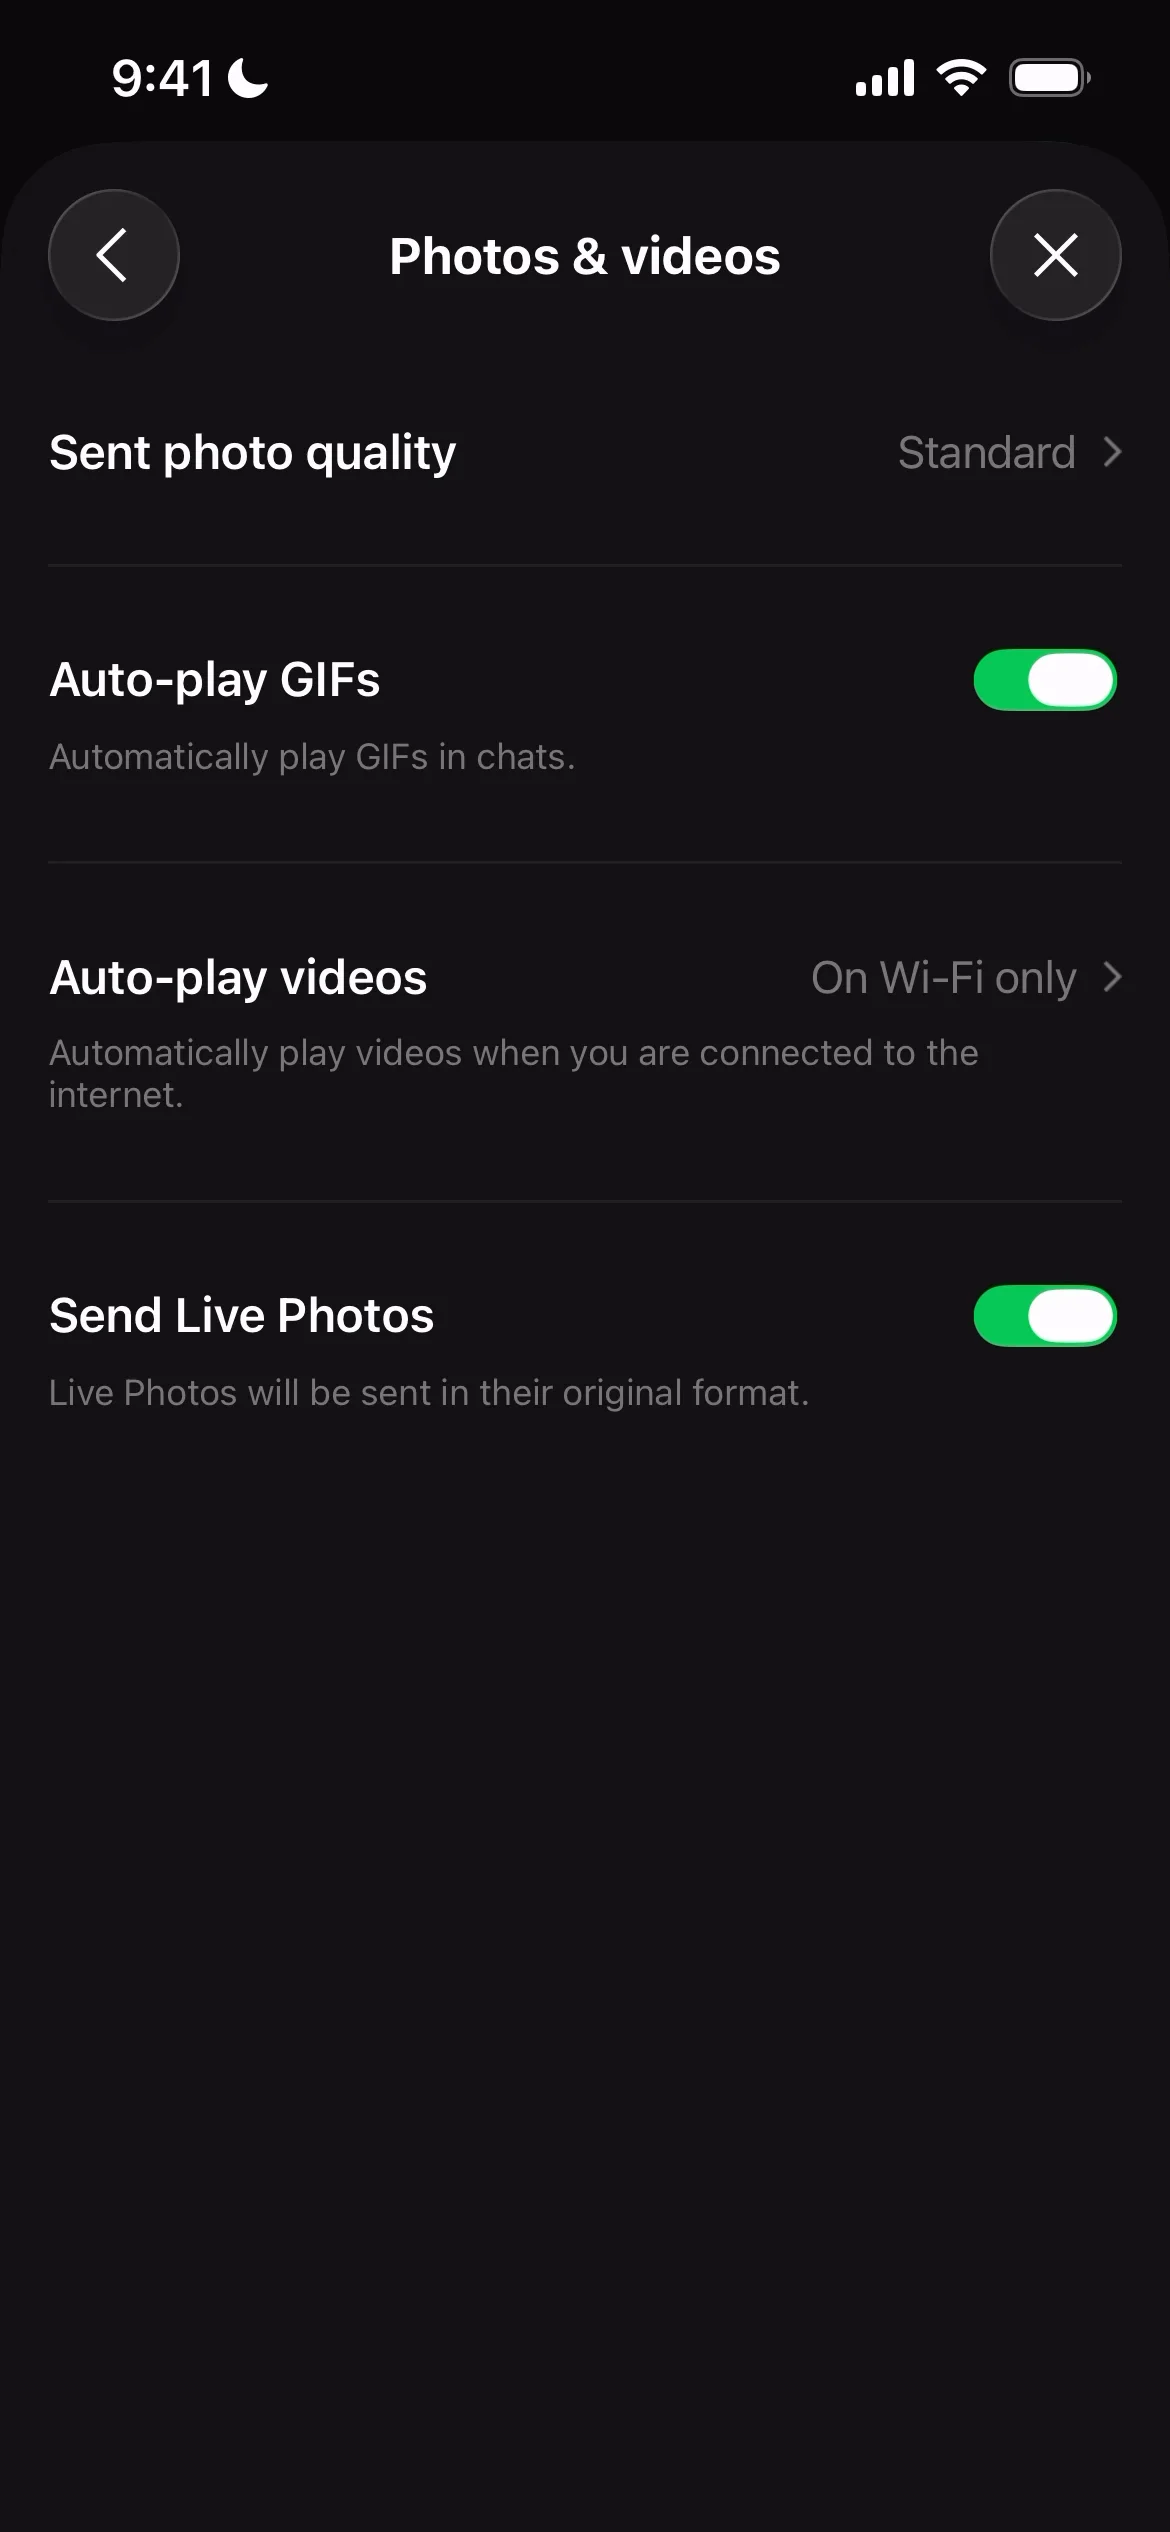 9:41
Photos & videos
Sent photo quality
Standard
Auto-play GIFs
Automatically play GIFs in chats.
Auto-play videos
On Wi-Fi only
Automatically play videos when you are connected to the
internet.
Send Live Photos
Live Photos will be sent in their original format.